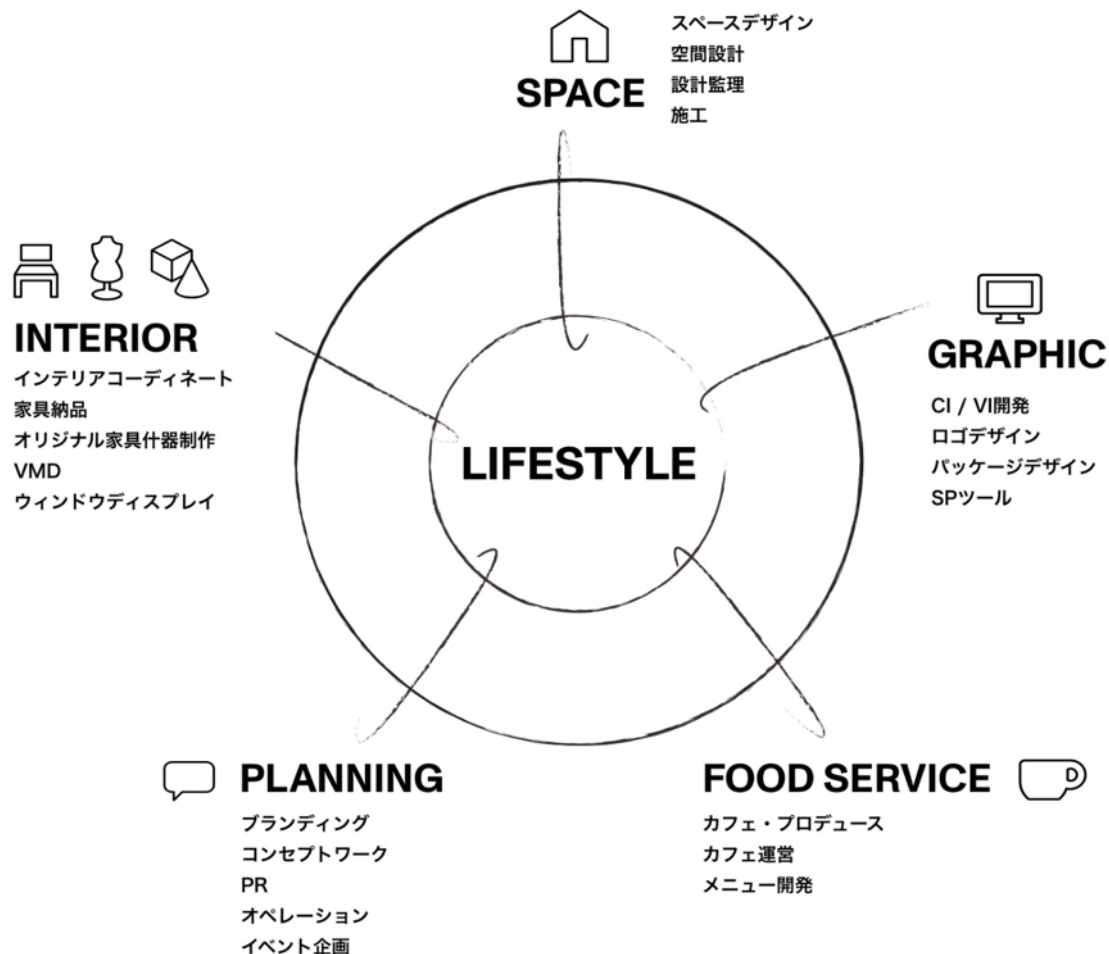 SPACE
スペースデザイン
空間設計
設計監理
施工
INTERIOR
インテリアコーディネート
家具納品
オリジナル家具什器制作
VMD
ウィンドウディスプレイ
GRAPHIC
CI / VI開発
ロゴデザイン
パッケージデザイン
SPツール
LIFESTYLE
PLANNING
ブランディング
コンセプトワーク
PR
オペレーション
イベント企画
FOOD SERVICE
D
カフェ・プロデュース
カフェ運営
メニュー開発